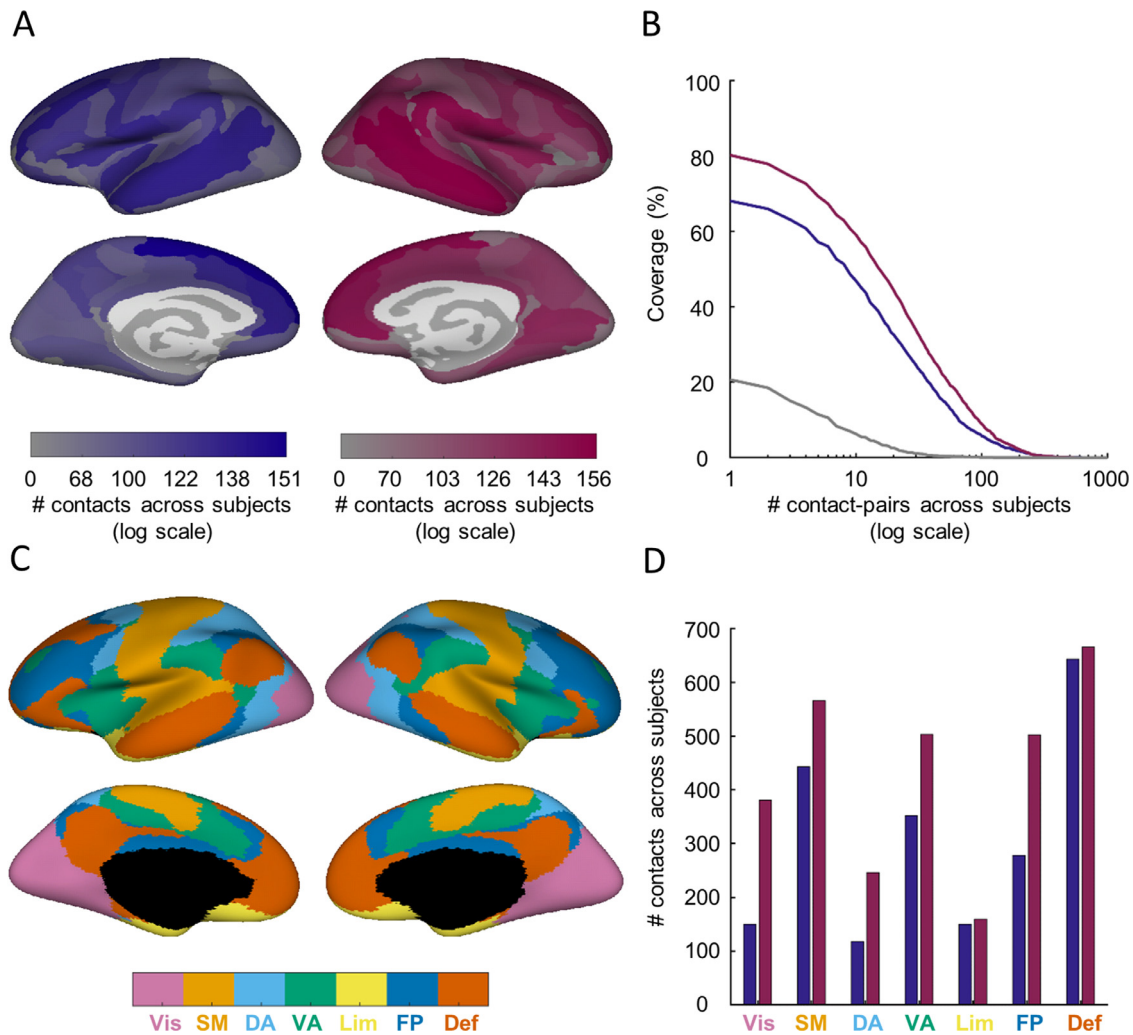 A
0 68 100 122 138 151
# contacts across subjects
(log scale)
0 70 103 126 143 156
# contacts across subjects
(log scale)
B
100
80
60
40
20
0
Coverage (%)
1 10 100 1000
# contact-pairs across subjects
(log scale)
C
Vis SM DA VA Lim FP Def
D
700
600
500
400
300
200
100
0
# contacts across subjects
Vis SM DA VA Lim FP Def